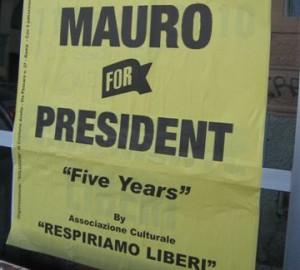 MAURO
FOR
PRESIDENT
"Five Years"
By
Associazione Culturale
"RESPIRIAMO LIBERI"